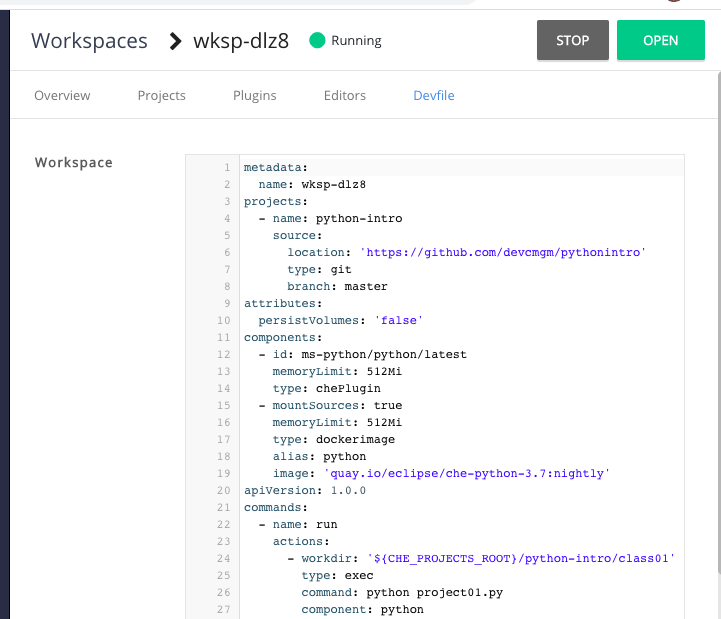 Workspaces > wksp-dlz8 Running STOP OPEN
Overview Projects Plugins Editors Devfile
Workspace
1 metadata:
2   name: wksp-dlz8
3 projects:
4   - name: python-intro
5     source:
6       location: 'https://github.com/devcmgm/pythonintro'
7       type: git
8       branch: master
9 attributes:
10   persistVolumes: 'false'
11 components:
12   - id: ms-python/python/latest
13     memoryLimit: 512Mi
14     type: chePlugin
15   - mountSources: true
16     memoryLimit: 512Mi
17     type: dockerimage
18     alias: python
19     image: 'quay.io/eclipse/che-python-3.7:nightly'
20 apiVersion: 1.0.0
21 commands:
22   - name: run
23     actions:
24       - workdir: '${CHE_PROJECTS_ROOT}/python-intro/class01'
25         type: exec
26         command: python project01.py
27         component: python